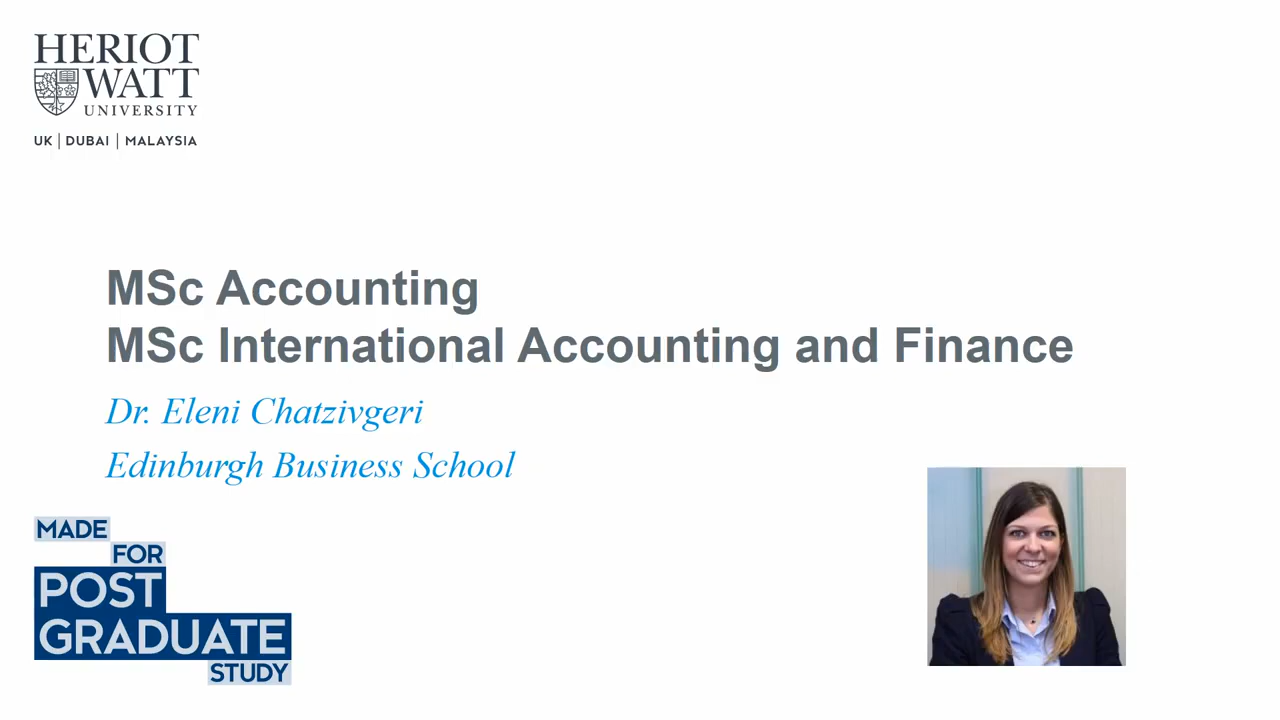 HERIOT
WATT
UNIVERSITY
UK | DUBAI | MALAYSIA
MSc Accounting
MSc International Accounting and Finance
Dr. Eleni Chatzivgeri
Edinburgh Business School
MADE
FOR
POST
GRADUATE
STUDY